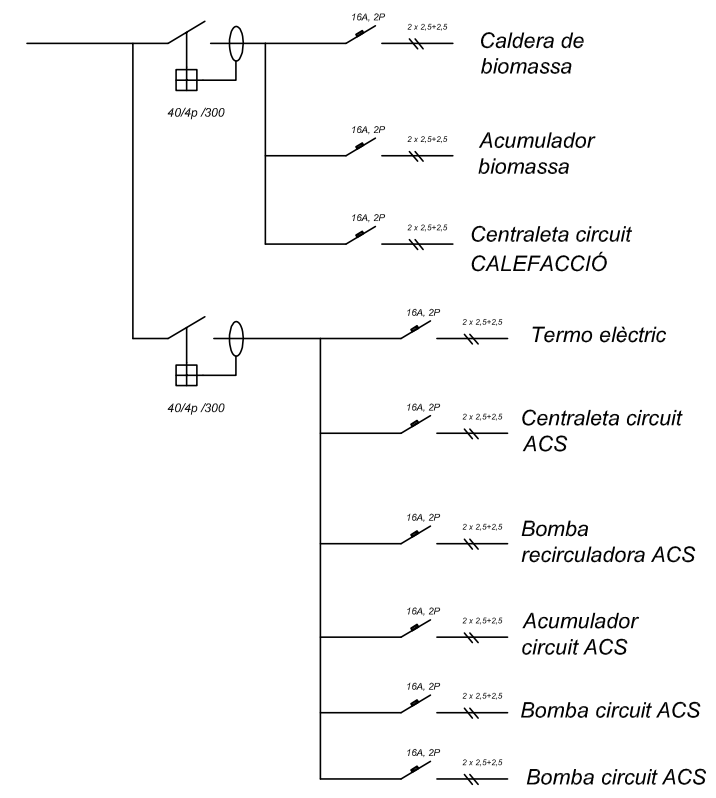 16A, 2P
2 x 2,5+2,5
Caldera de
biomassa
40/4p /300
16A, 2P
2 x 2,5+2,5
Acumulador
biomassa
16A, 2P
2 x 2,5+2,5
Centraleta circuit
CALEFACCIÓ
16A, 2P
2 x 2,5+2,5
Termo elèctric
40/4p /300
16A, 2P
2 x 2,5+2,5
Centraleta circuit
ACS
16A, 2P
2 x 2,5+2,5
Bomba
recirculadora ACS
16A, 2P
2 x 2,5+2,5
Acumulador
circuit ACS
16A, 2P
2 x 2,5+2,5
Bomba circuit ACS
16A, 2P
2 x 2,5+2,5
Bomba circuit ACS